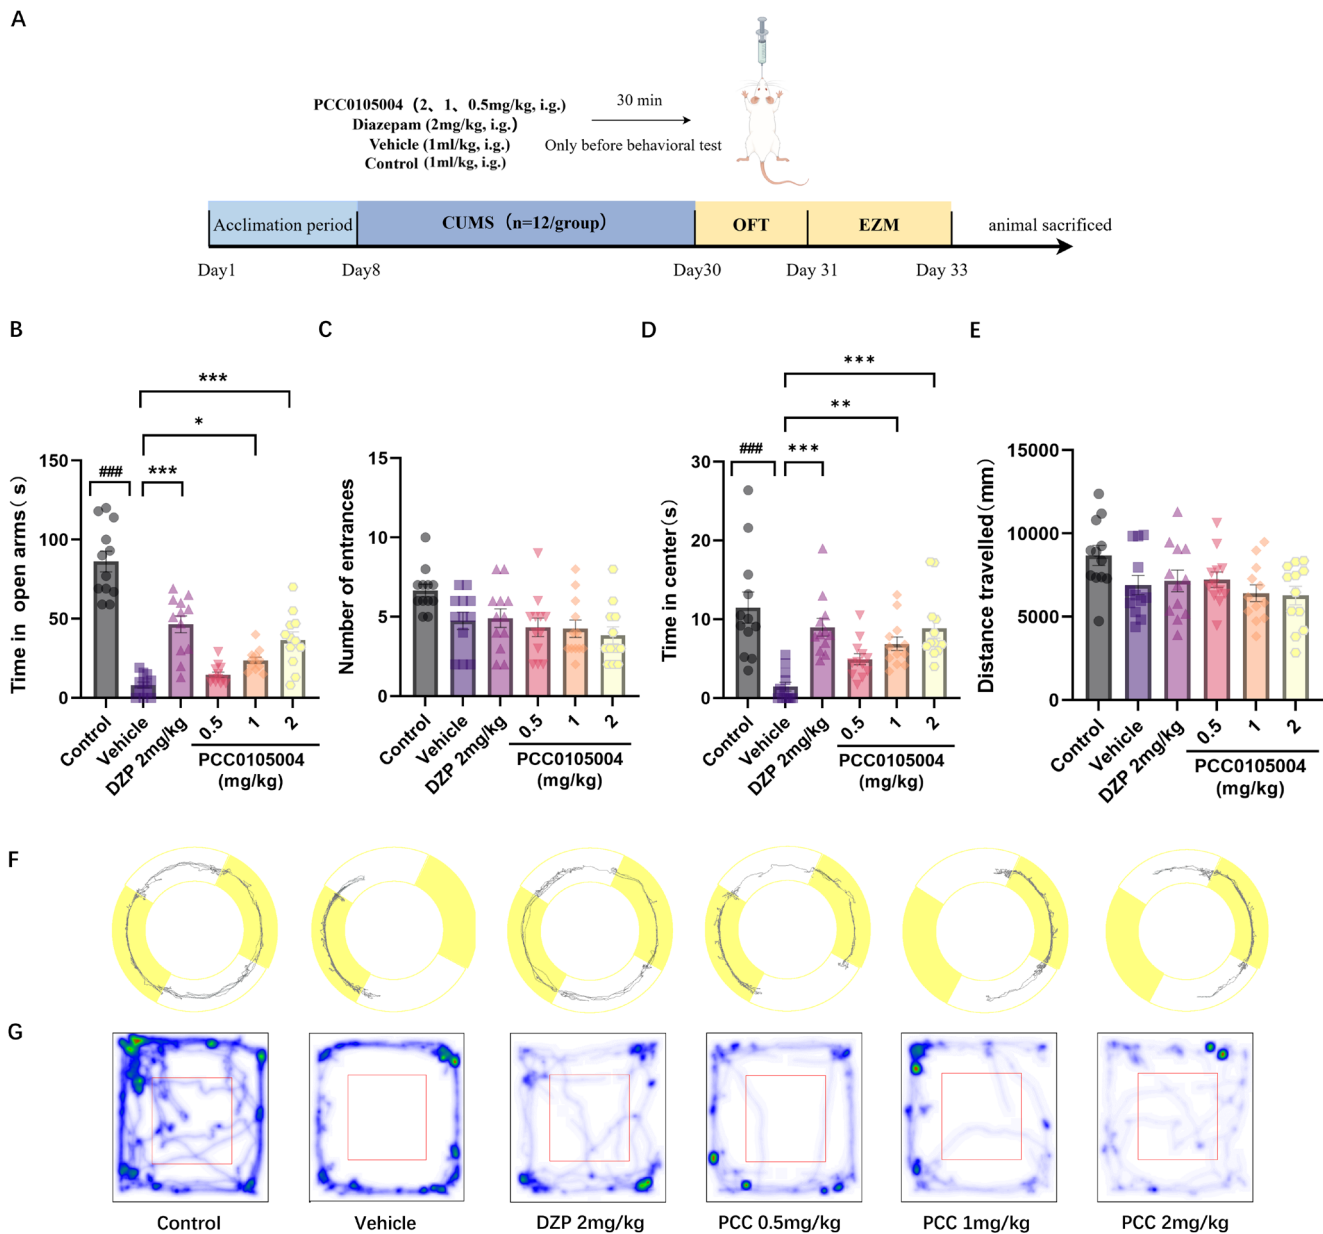 A
PCC0105004（2、1、0.5mg/kg, i.g.)
Diazepam (2mg/kg, i.g.）
Vehicle (1ml/kg, i.g.)
Control (1ml/kg, i.g.)
30 min
Only before behavioral test
Acclimation period
CUMS（n=12/group）
OFT
EZM
animal sacrificed
Day1
Day8
Day30
Day 31
Day 33
B
Time in open arms( s)
150
100
50
0
###
***
*
***
Control
Vehicle
DZP 2mg/kg
0.5
1
2
PCC0105004
(mg/kg)
C
Number of entrances
15
10
5
0
Control
Vehicle
DZP 2mg/kg
0.5
1
2
PCC0105004
(mg/kg)
D
Time in center(s)
30
20
10
0
###
***
**
***
Control
Vehicle
DZP 2mg/kg
0.5
1
2
PCC0105004
(mg/kg)
E
Distance travelled(mm)
15000
10000
5000
0
Control
Vehicle
DZP 2mg/kg
0.5
1
2
PCC0105004
(mg/kg)
F
G
Control
Vehicle
DZP 2mg/kg
PCC 0.5mg/kg
PCC 1mg/kg
PCC 2mg/kg